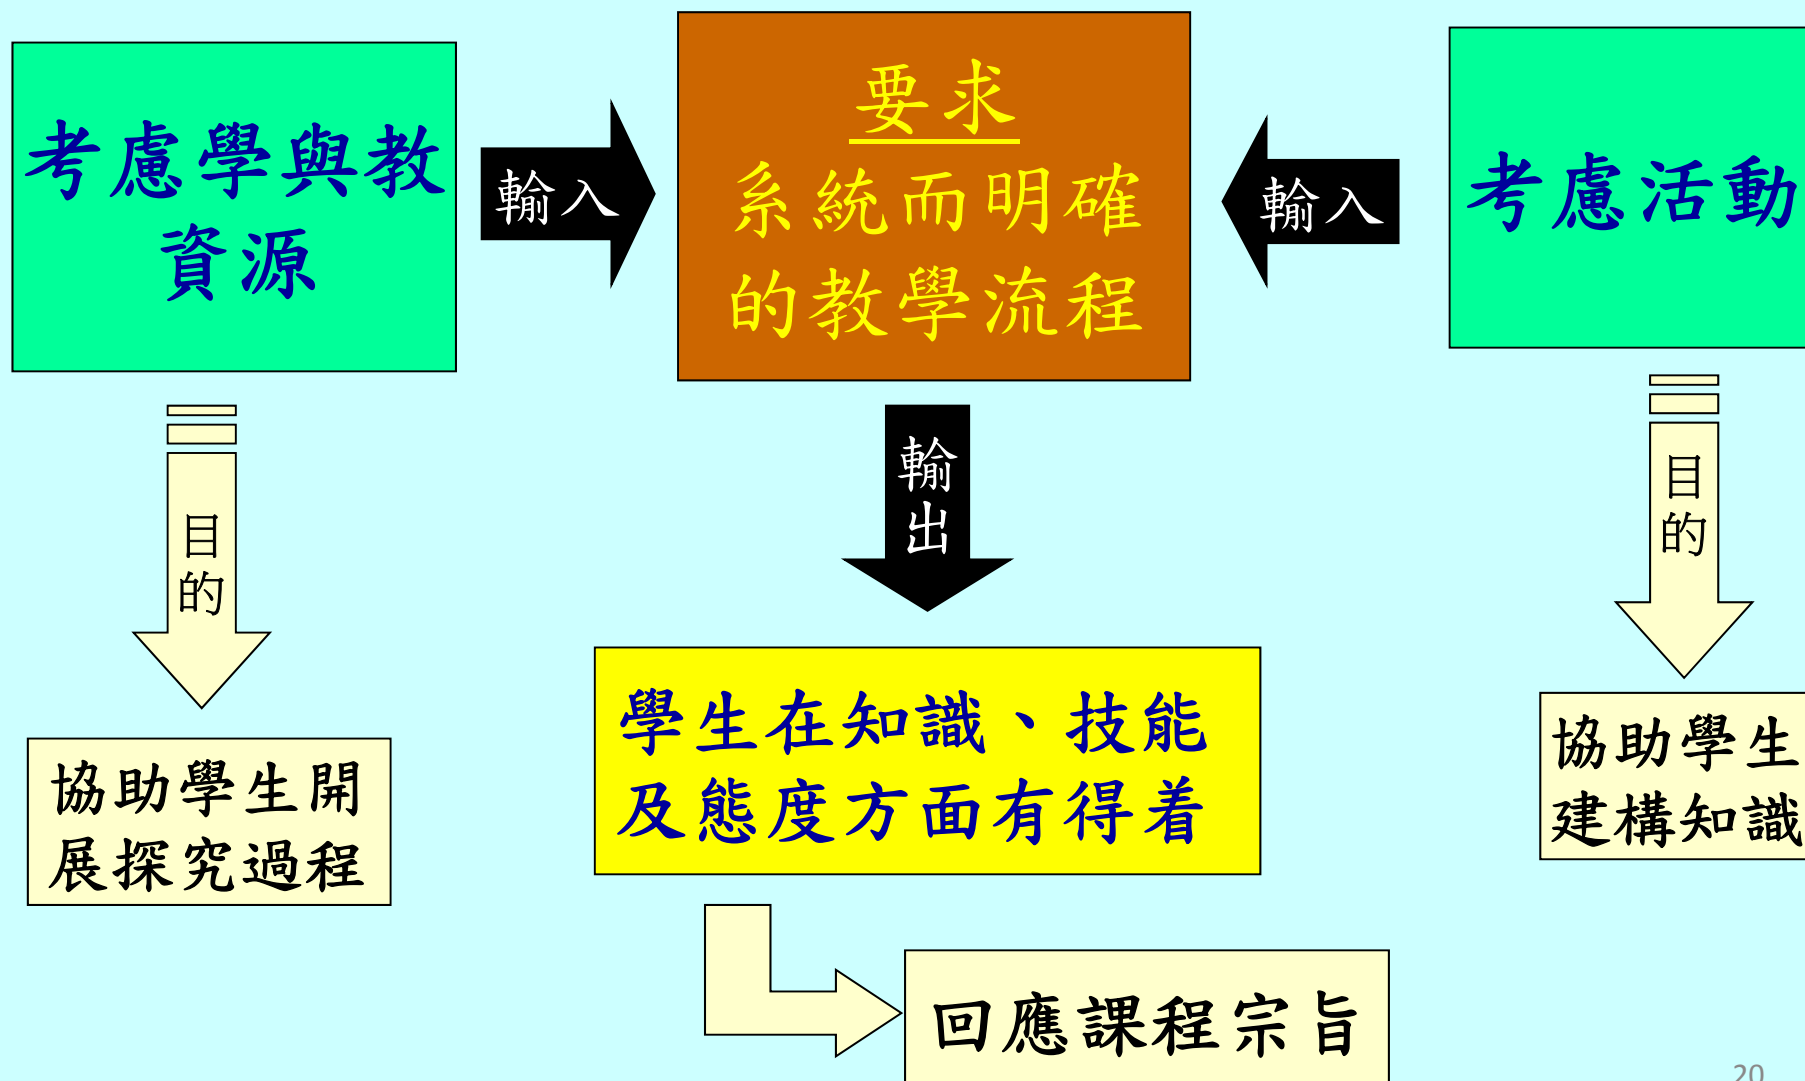 考慮學與教
資源
輸入
要求
系統而明確
的教學流程
輸入
考慮活動
目
的
輸
出
目
的
協助學生開
展探究過程
學生在知識、技能
及態度方面有得着
協助學生
建構知識
回應課程宗旨
20